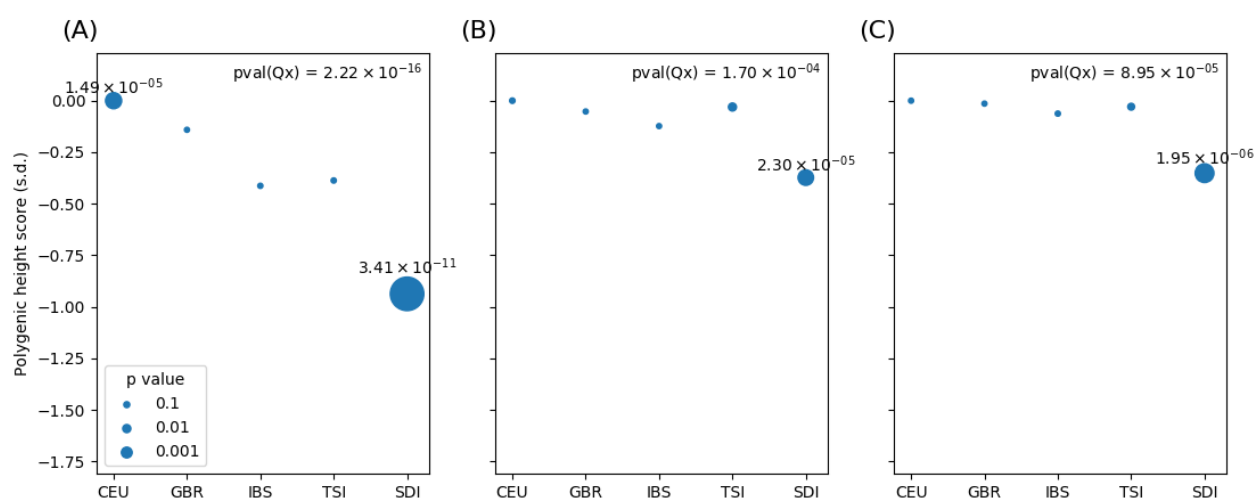 (A)
pval(Qx) = 2.22 × 10⁻¹⁶
1.49 × 10⁻⁰⁵
3.41 × 10⁻¹¹
Polygenic height score (s.d.)
0.00
−0.25
−0.50
−0.75
−1.00
−1.25
−1.50
−1.75
p value
0.1
0.01
0.001
CEU GBR IBS TSI SDI
(B)
pval(Qx) = 1.70 × 10⁻⁰⁴
2.30 × 10⁻⁰⁵
CEU GBR IBS TSI SDI
(C)
pval(Qx) = 8.95 × 10⁻⁰⁵
1.95 × 10⁻⁰⁶
CEU GBR IBS TSI SDI